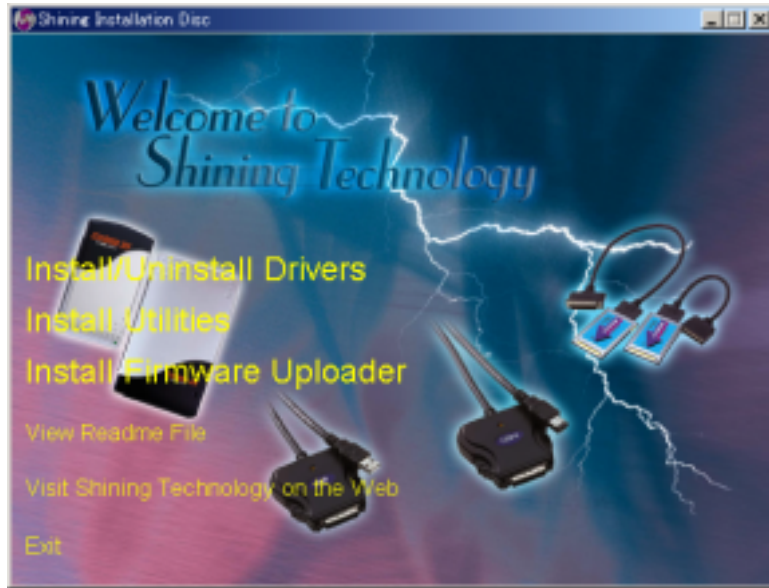 Shining Installation Disc
Welcome to
Shining Technology
Install/Uninstall Drivers
Install Utilities
Install Firmware Uploader
View Readme File
Visit Shining Technology on the Web
Exit